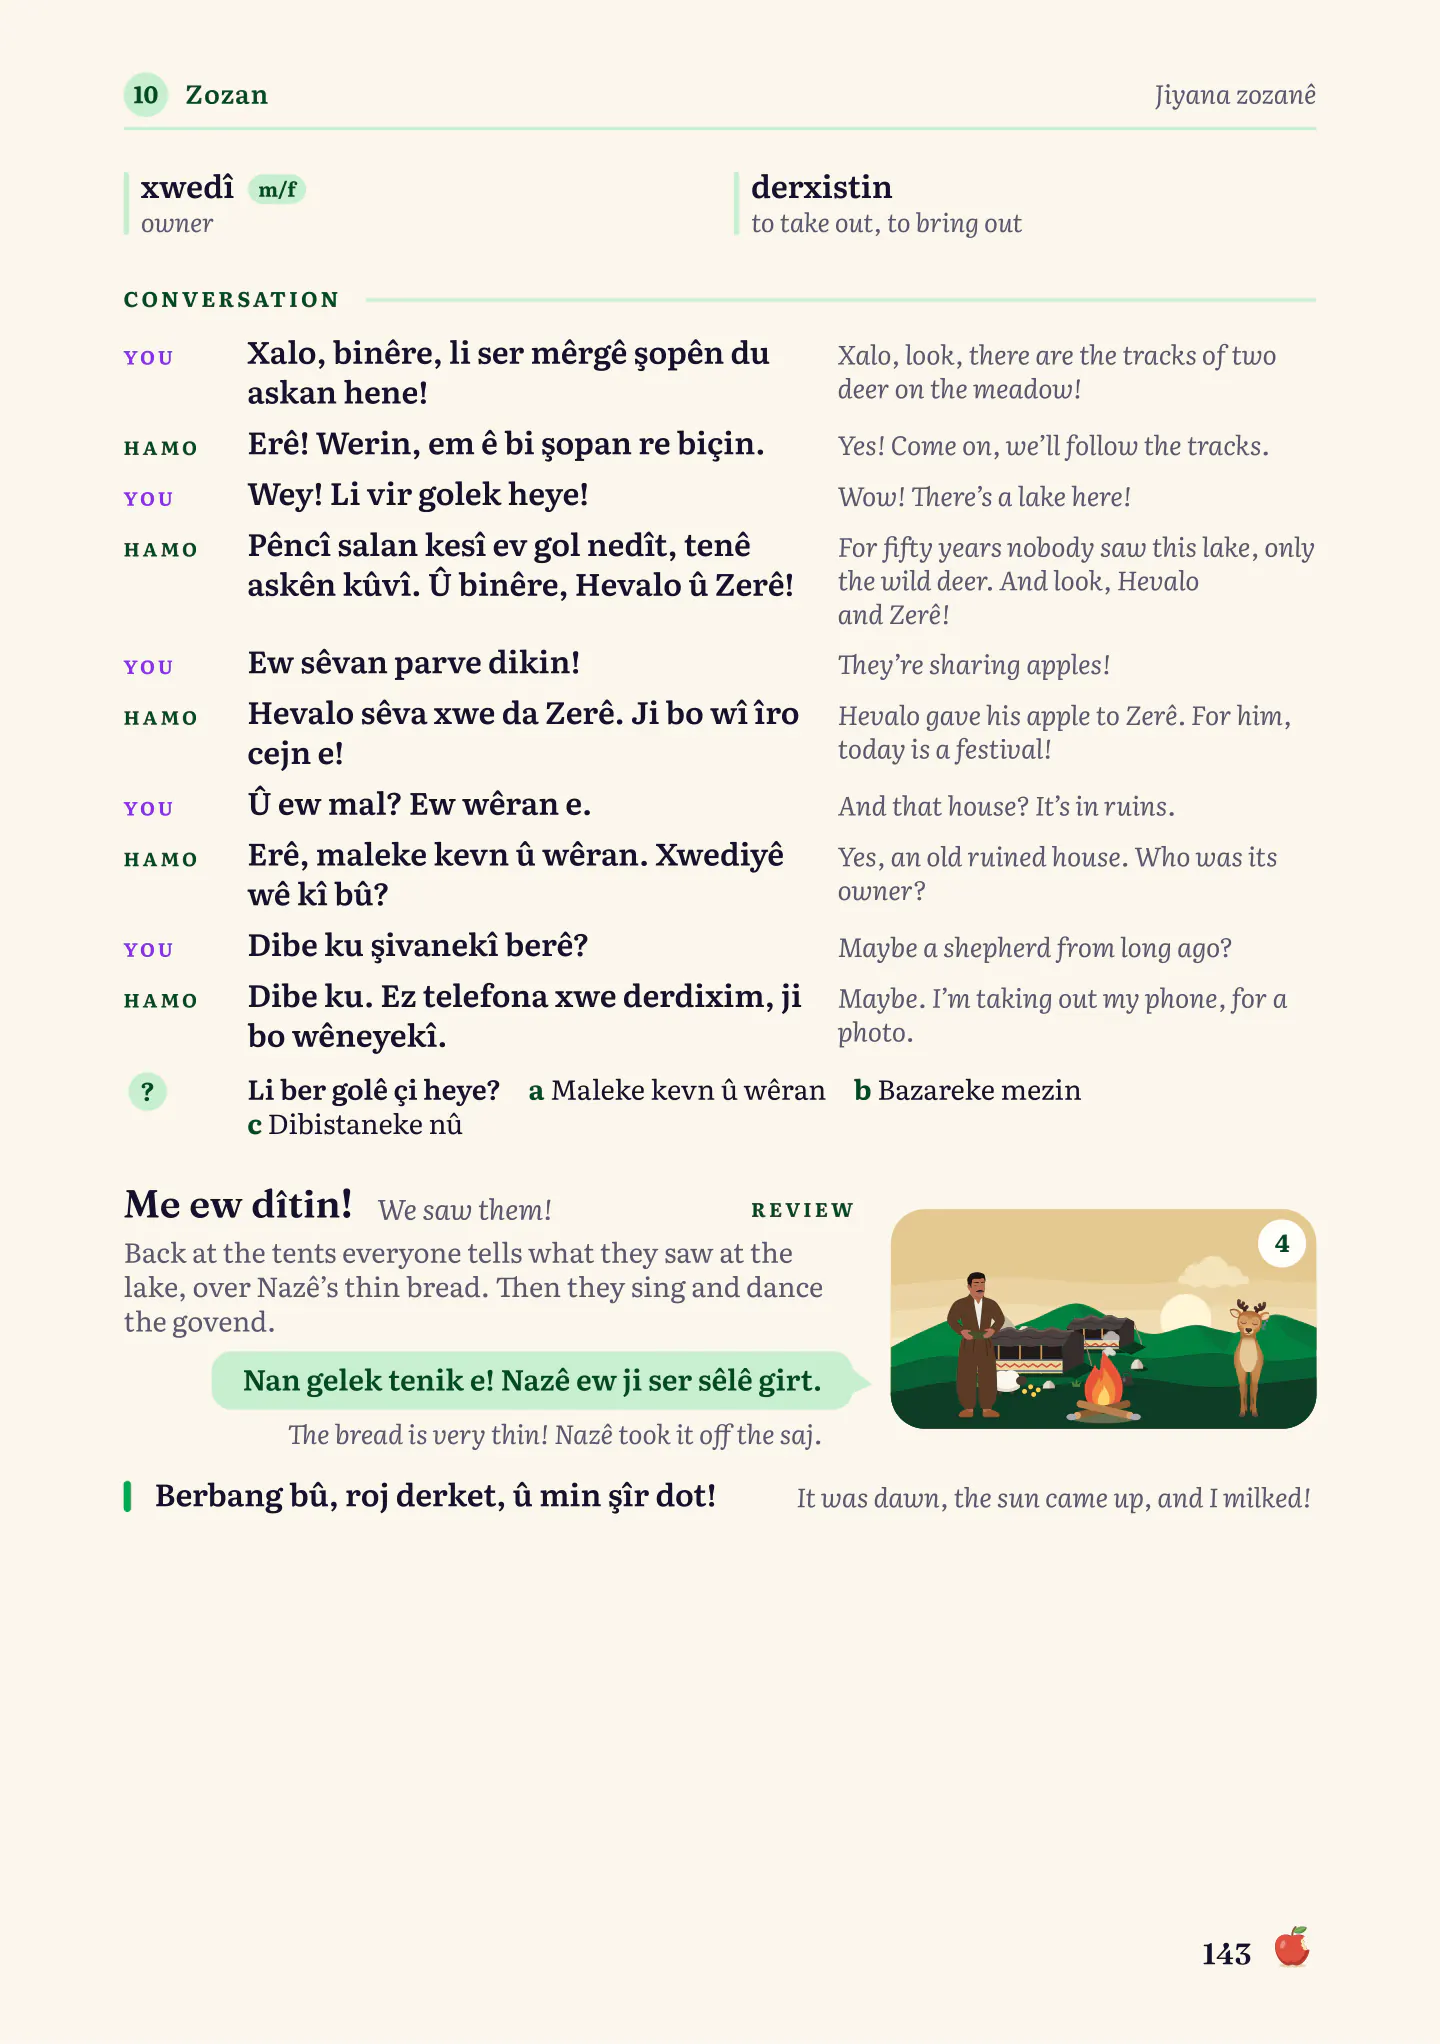 10 Zozan
Jiyana zozanê
xwedî m/f
owner
derxistin
to take out, to bring out
CONVERSATION
YOU
Xalo, binêre, li ser mêrgê şopên du
askan hene!
Xalo, look, there are the tracks of two
deer on the meadow!
HAMO
Erê! Werin, em ê bi şopan re biçin.
Yes! Come on, we’ll follow the tracks.
YOU
Wey! Li vir golek heye!
Wow! There’s a lake here!
HAMO
Pêncî salan kesî ev gol nedît, tenê
askên kûvî. Û binêre, Hevalo û Zerê!
For fifty years nobody saw this lake, only
the wild deer. And look, Hevalo
and Zerê!
YOU
Ew sêvan parve dikin!
They’re sharing apples!
HAMO
Hevalo sêva xwe da Zerê. Ji bo wî îro
cejn e!
Hevalo gave his apple to Zerê. For him,
today is a festival!
YOU
Û ew mal? Ew wêran e.
And that house? It’s in ruins.
HAMO
Erê, maleke kevn û wêran. Xwediyê
wê kî bû?
Yes, an old ruined house. Who was its
owner?
YOU
Dibe ku şivanekî berê?
Maybe a shepherd from long ago?
HAMO
Dibe ku. Ez telefona xwe derdixim, ji
bo wêneyekî.
Maybe. I’m taking out my phone, for a
photo.
? Li ber golê çi heye? a Maleke kevn û wêran b Bazareke mezin
c Dibistaneke nû
Me ew dîtin! We saw them! REVIEW
Back at the tents everyone tells what they saw at the
lake, over Nazê’s thin bread. Then they sing and dance
the govend.
4
Nan gelek tenik e! Nazê ew ji ser sêlê girt.
The bread is very thin! Nazê took it off the saj.
Berbang bû, roj derket, û min şîr dot!
It was dawn, the sun came up, and I milked!
143